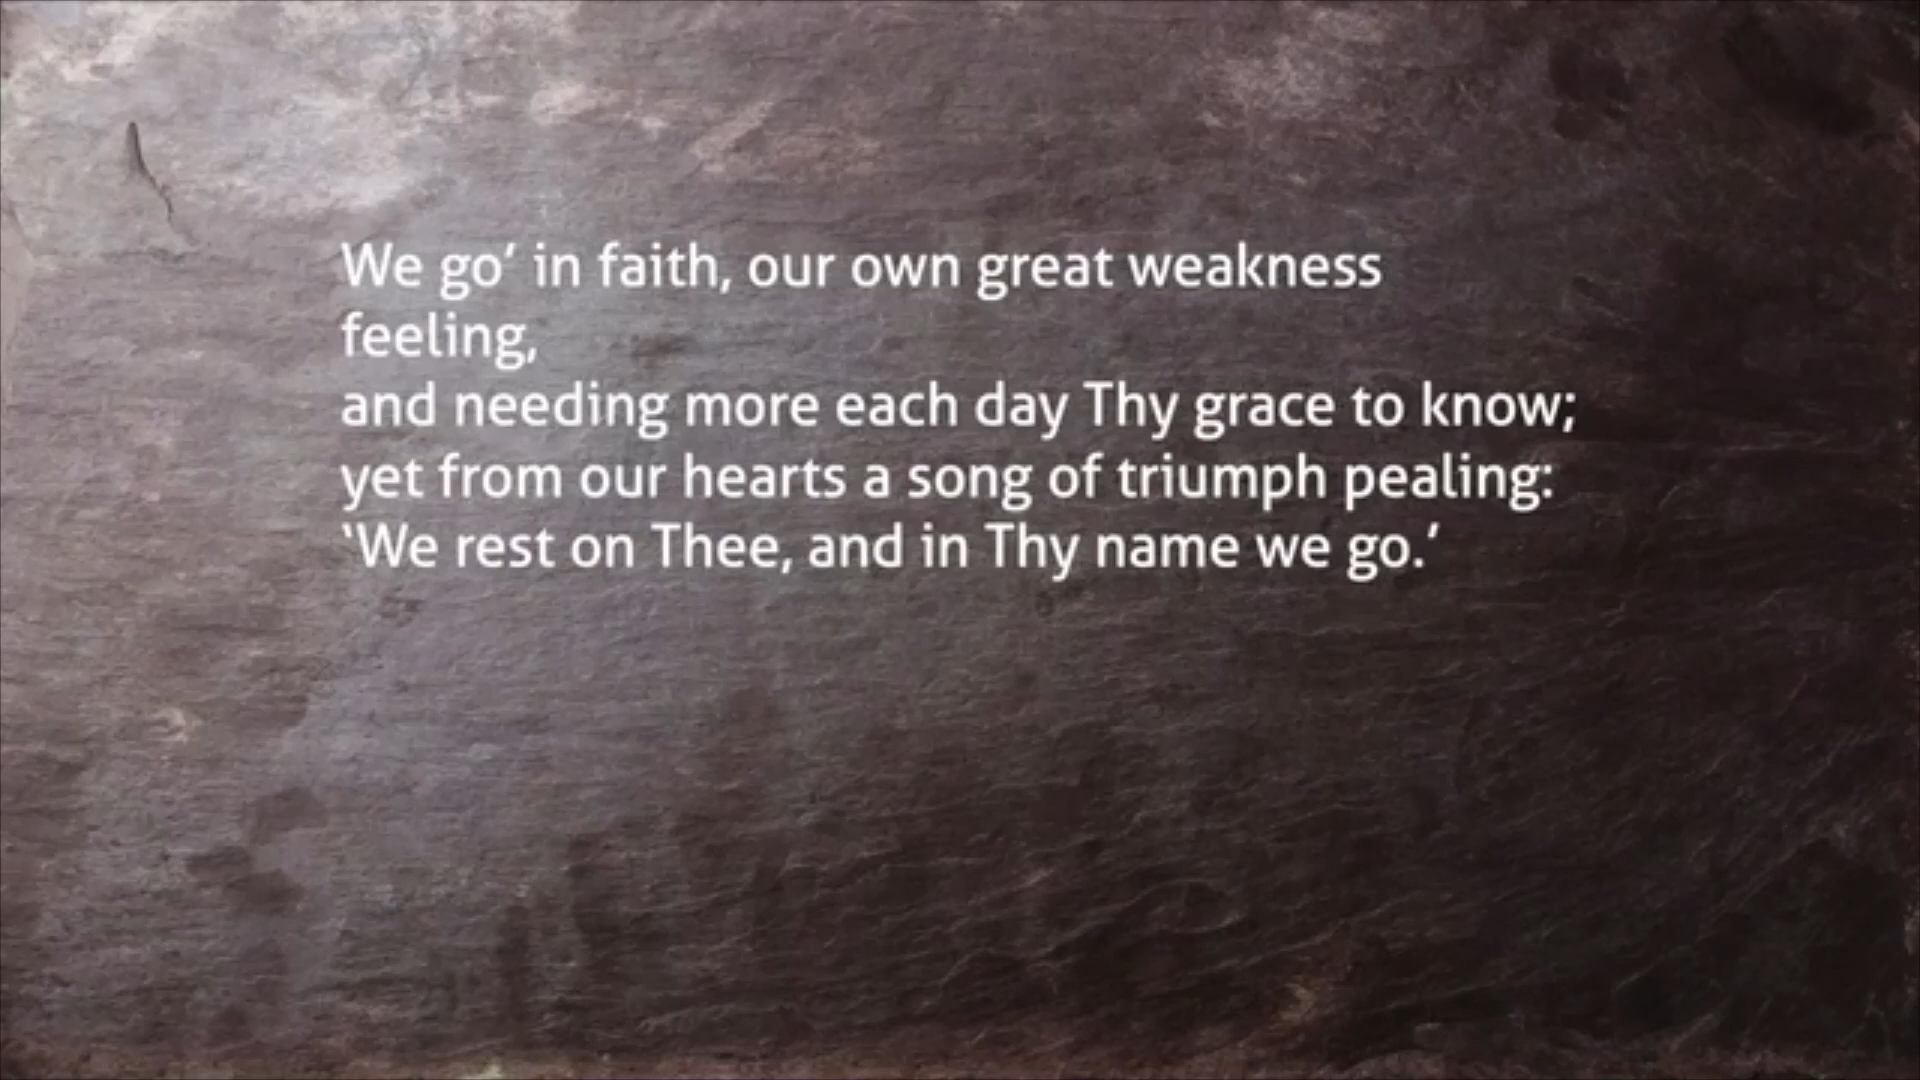 We go’ in faith, our own great weakness
feeling,
and needing more each day Thy grace to know;
yet from our hearts a song of triumph pealing:
‘We rest on Thee, and in Thy name we go.’